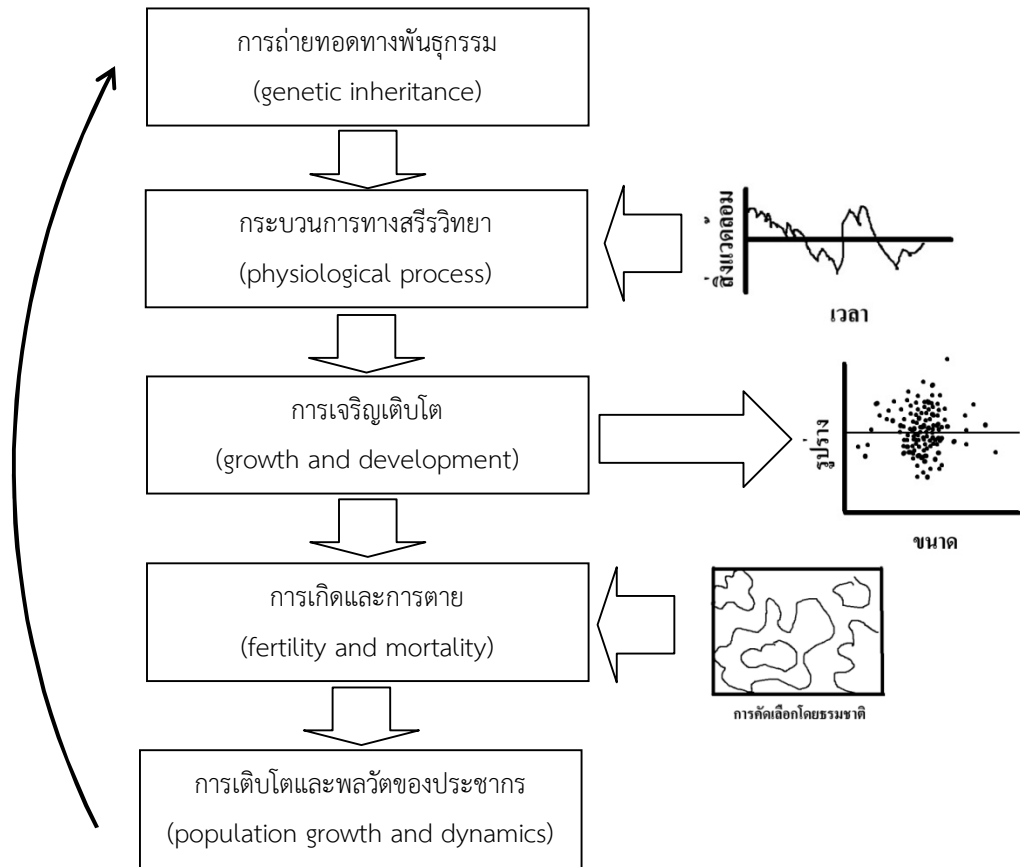 การถ่ายทอดทางพันธุกรรม
(genetic inheritance)
กระบวนการทางสรีรวิทยา
(physiological process)
สิ่งแวดล้อม
เวลา
การเจริญเติบโต
(growth and development)
รูปร่าง
ขนาด
การเกิดและการตาย
(fertility and mortality)
การคัดเลือกโดยธรมชาติ
การเติบโตและพลวัตของประชากร
(population growth and dynamics)